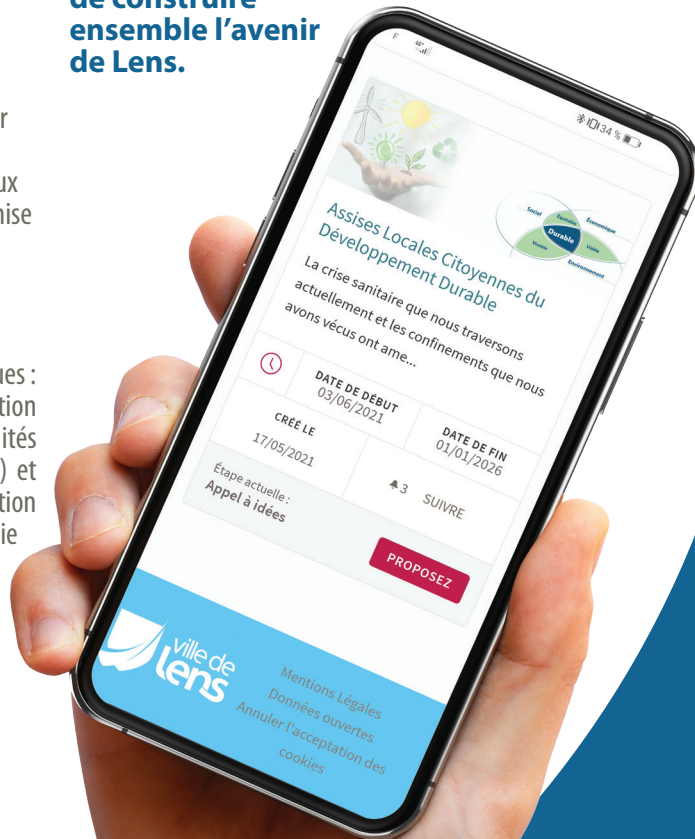 de construire
ensemble l’avenir
de Lens.
r
ux
nise
ues :
tion
ités
) et
tion
ie
F
34 %
Social
Équitable
Économique
Durable
Vivable
Viable
Environnement
Assises Locales Citoyennes du
Développement Durable
La crise sanitaire que nous traversons
actuellement et les confinements que nous
avons vécus ont ame...
DATE DE DÉBUT
03/06/2021
DATE DE FIN
01/01/2026
CRÉÉ LE
17/05/2021
3 SUIVRE
Étape actuelle :
Appel à idées
PROPOSEZ
ville de
Lens
Mentions Légales
Données ouvertes
Annuler l'acceptation des
cookies